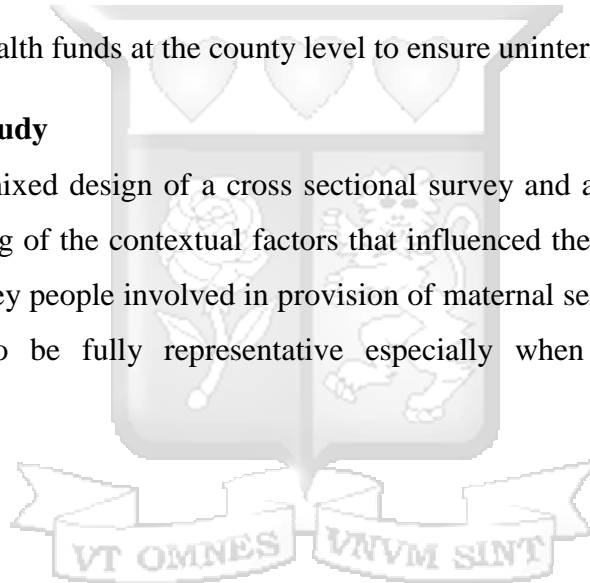 alth funds at the county level to ensure uninter
udy
nixed design of a cross sectional survey and a
g of the contextual factors that influenced the
ey people involved in provision of maternal se
o be fully representative especially when
VT OMNES VNVM SINT